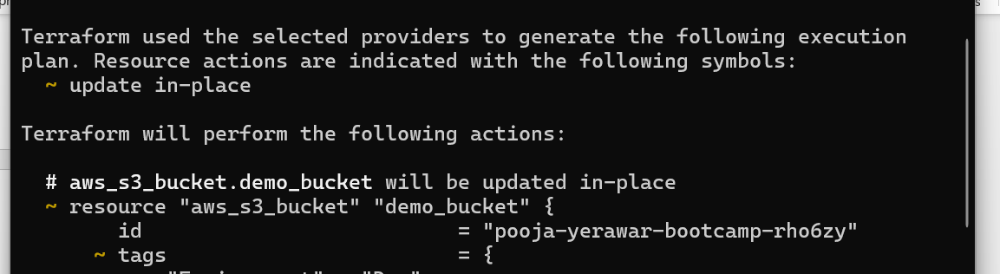 Terraform used the selected providers to generate the following execution
plan. Resource actions are indicated with the following symbols:
~ update in-place
Terraform will perform the following actions:
# aws_s3_bucket.demo_bucket will be updated in-place
~ resource "aws_s3_bucket" "demo_bucket" {
id = "pooja-yerawar-bootcamp-rho6zy"
~ tags = {